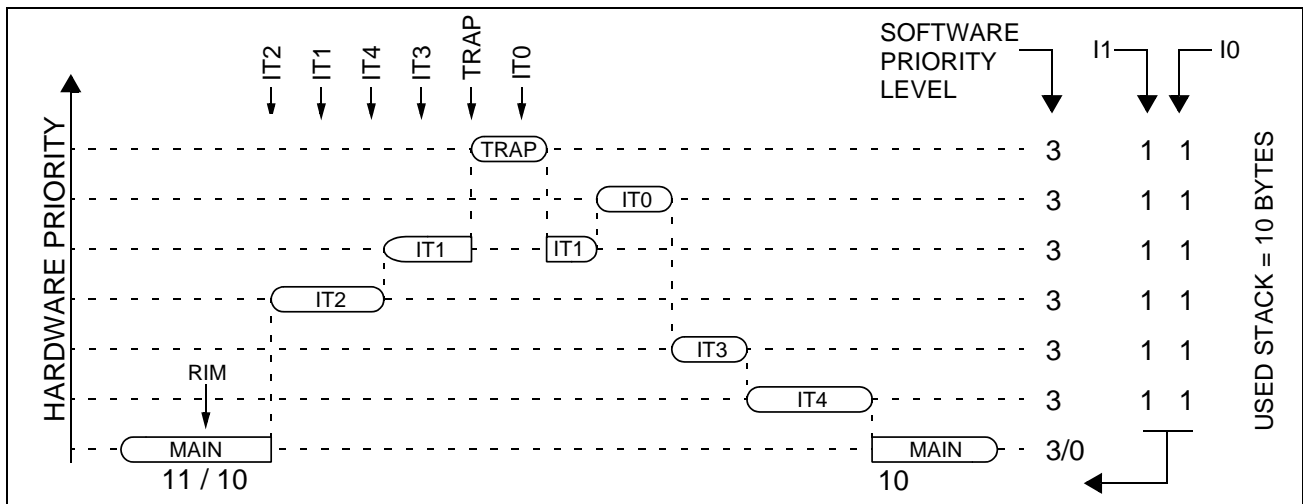 IT2
IT1
IT4
IT3
TRAP
IT0
SOFTWARE
PRIORITY
LEVEL
I1
I0
HARDWARE PRIORITY
TRAP
3
1 1
IT0
3
1 1
IT1
IT1
3
1 1
IT2
3
1 1
IT3
3
1 1
RIM
IT4
3
1 1
MAIN
MAIN
3/0
11 / 10
10
USED STACK = 10 BYTES